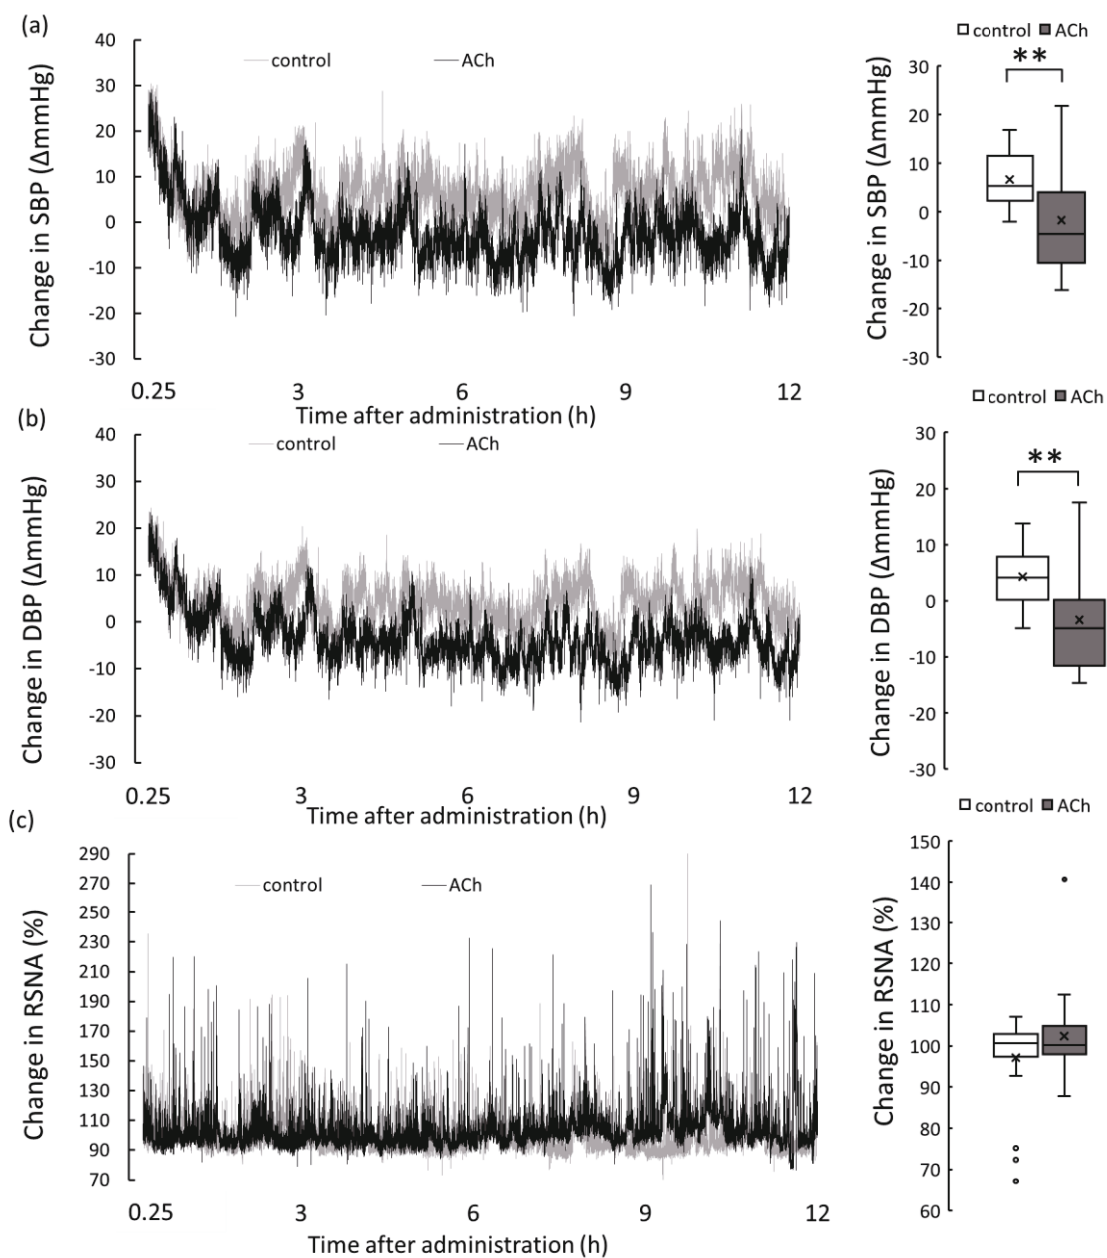 (a)
control ACh
Change in SBP (ΔmmHg)
40
30
20
10
0
-10
-20
-30
0.25 3 6 9 12
Time after administration (h)
control ACh
**
Change in SBP (ΔmmHg)
30
20
10
0
-10
-20
-30
(b)
control ACh
Change in DBP (ΔmmHg)
40
30
20
10
0
-10
-20
-30
0.25 3 6 9 12
Time after administration (h)
control ACh
**
Change in DBP (ΔmmHg)
30
20
10
0
-10
-20
-30
(c)
control ACh
Change in RSNA (%)
290
270
250
230
210
190
170
150
130
110
90
70
0.25 3 6 9 12
Time after administration (h)
control ACh
Change in RSNA (%)
150
140
130
120
110
100
90
80
70
60